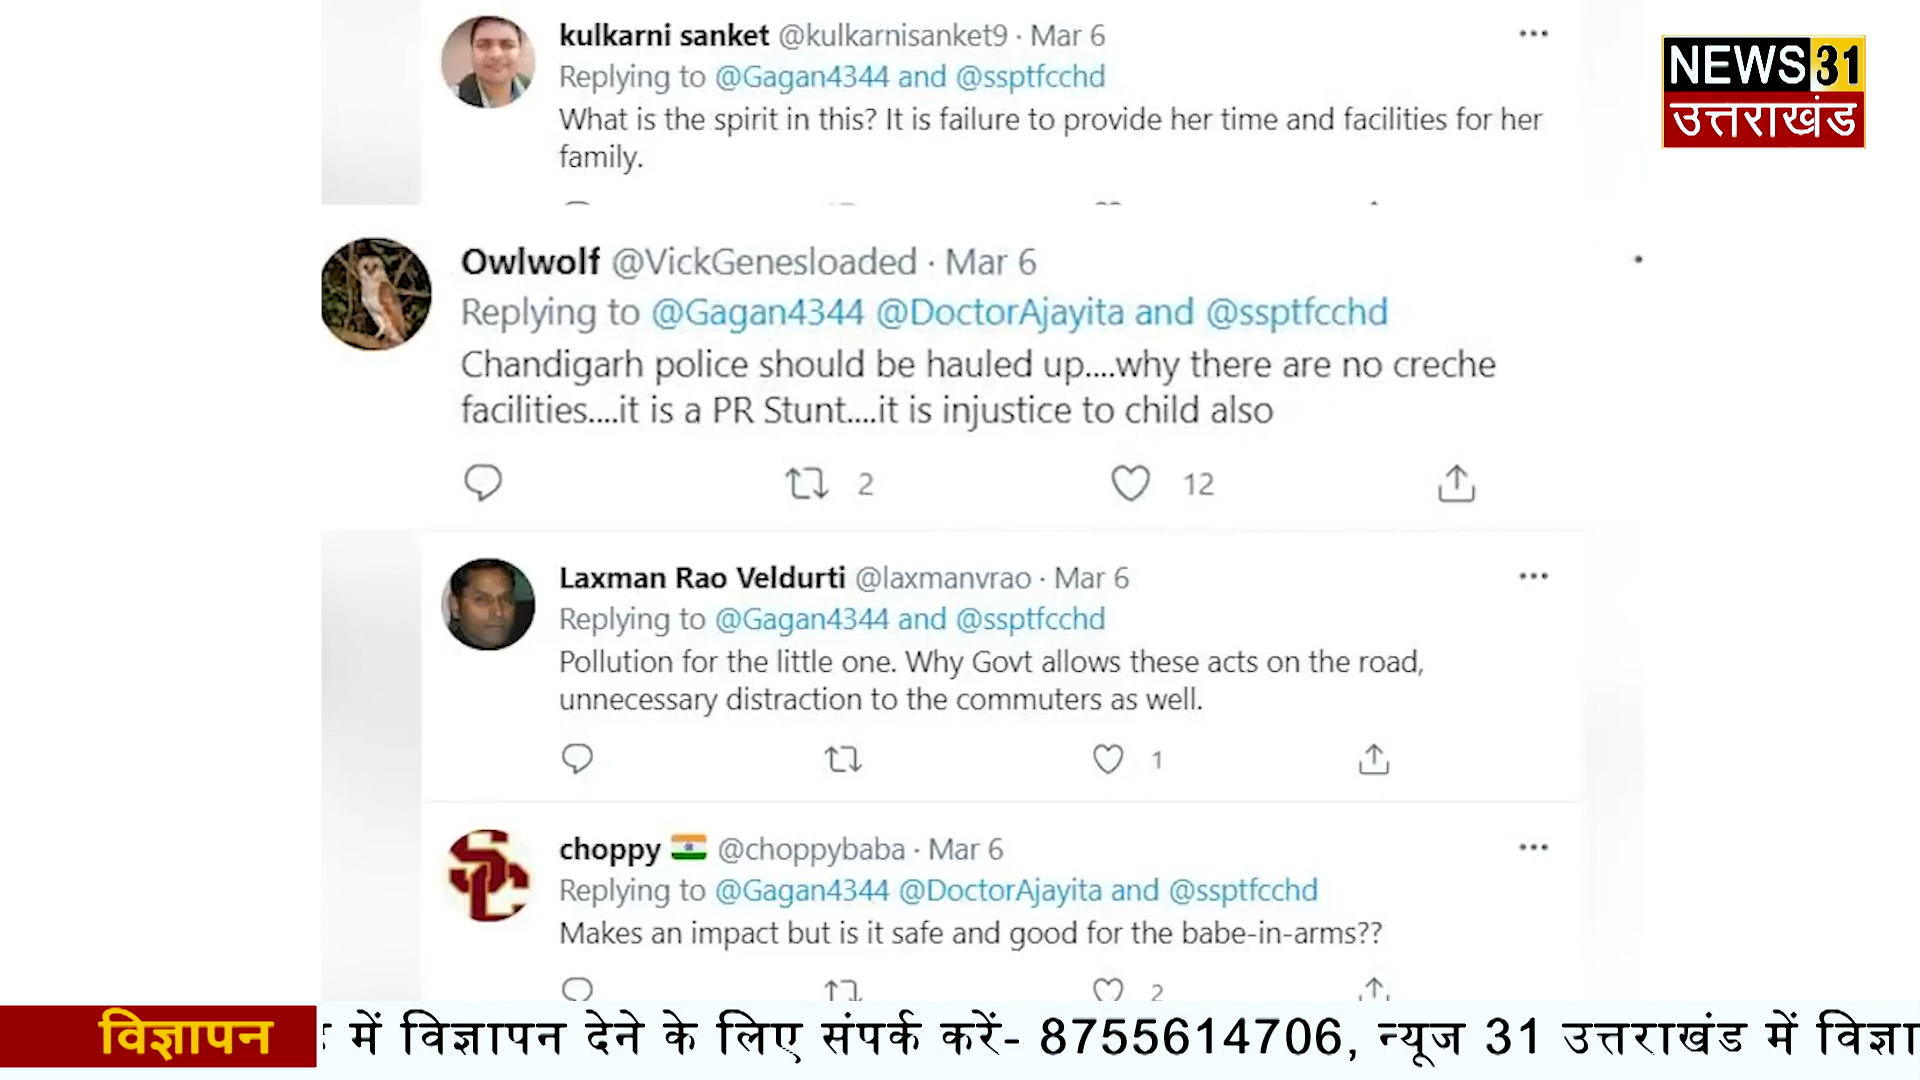 kulkarni sanket @kulkarnisanket9 · Mar 6
Replying to @Gagan4344 and @ssptfcchd
What is the spirit in this? It is failure to provide her time and facilities for her
family.
NEWS 31
उत्तराखंड
Owlwolf @VickGenesloaded · Mar 6
Replying to @Gagan4344 @DoctorAjayita and @ssptfcchd
Chandigarh police should be hauled up....why there are no creche
facilities....it is a PR Stunt....it is injustice to child also
2 12
Laxman Rao Veldurti @laxmanvrao · Mar 6
Replying to @Gagan4344 and @ssptfcchd
Pollution for the little one. Why Govt allows these acts on the road,
unnecessary distraction to the commuters as well.
1
choppy 🇮🇳 @choppybaba · Mar 6
Replying to @Gagan4344 @DoctorAjayita and @ssptfcchd
Makes an impact but is it safe and good for the babe-in-arms??
2
विज्ञापन
में विज्ञापन देने के लिए संपर्क करें- 8755614706, न्यूज 31 उत्तराखंड में विज्ञा